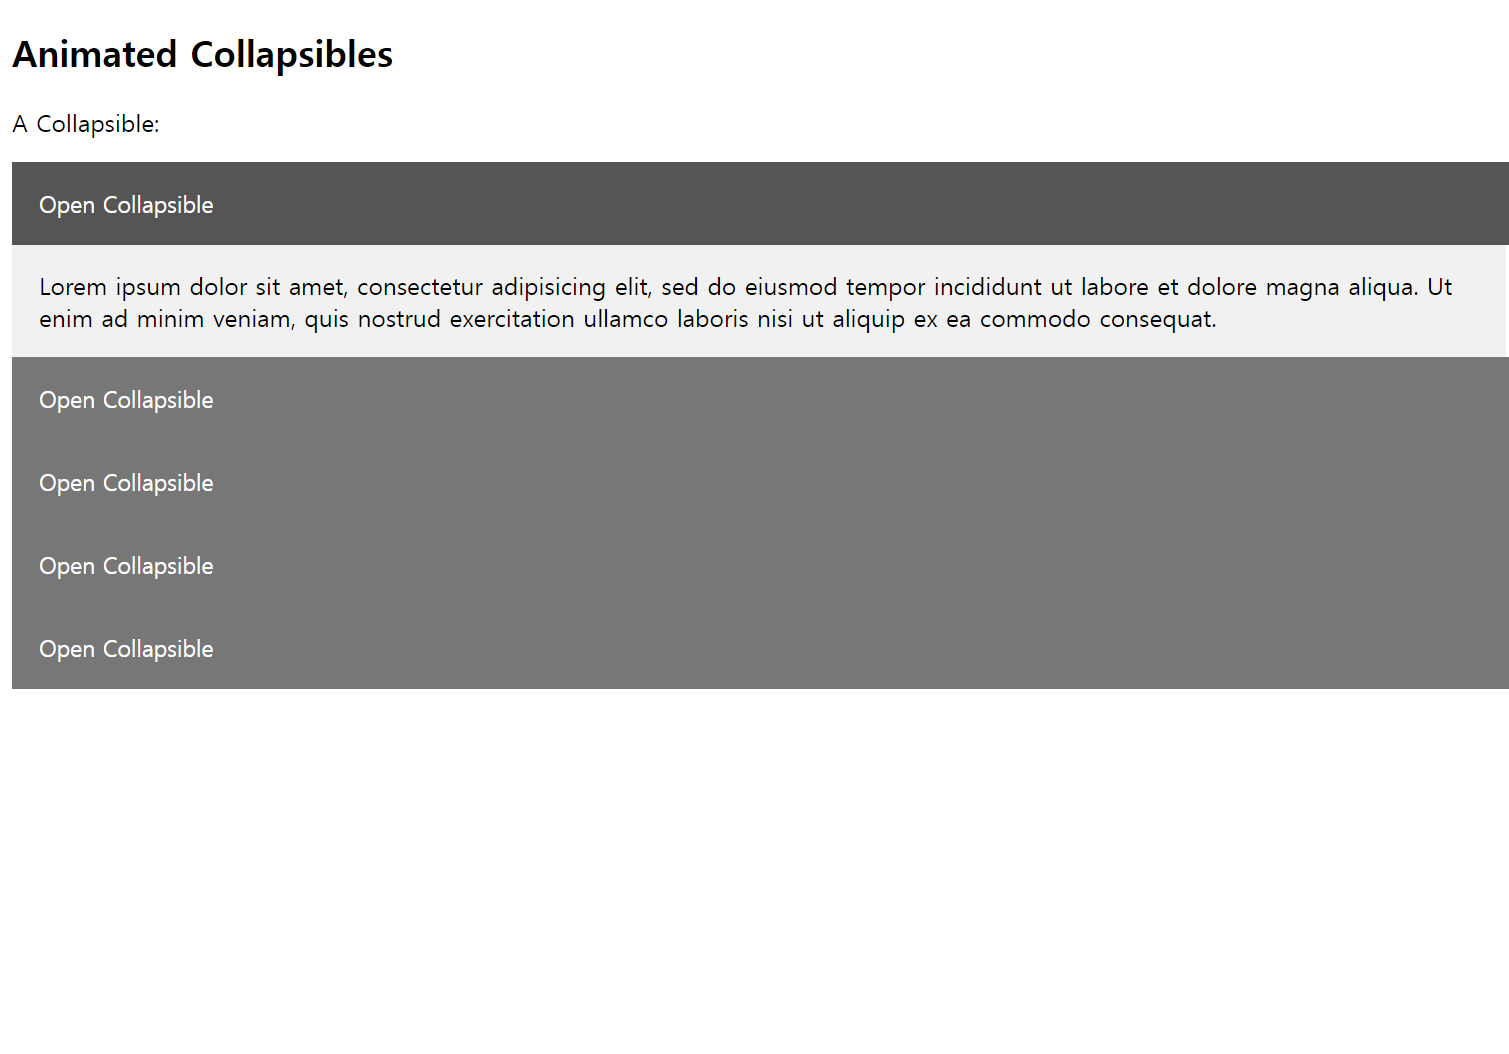 Animated Collapsibles
A Collapsible:
Open Collapsible
Lorem ipsum dolor sit amet, consectetur adipisicing elit, sed do eiusmod tempor incididunt ut labore et dolore magna aliqua. Ut
enim ad minim veniam, quis nostrud exercitation ullamco laboris nisi ut aliquip ex ea commodo consequat.
Open Collapsible
Open Collapsible
Open Collapsible
Open Collapsible